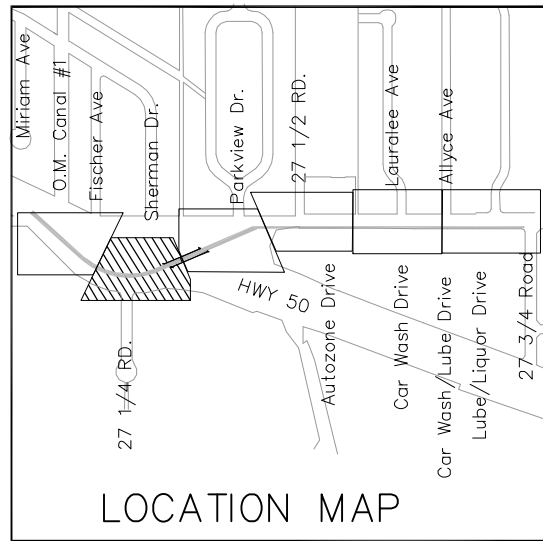 Miriam Ave
O.M. Canal #1
Fischer Ave
Sherman Dr.
Parkview Dr.
27 1/2 RD.
Lauralee Ave
Allyce Ave
HWY 50
27 1/4 RD.
Autozone Drive
Car Wash Drive
Car Wash/Lube Drive
Lube/Liquor Drive
27 3/4 Road
LOCATION MAP